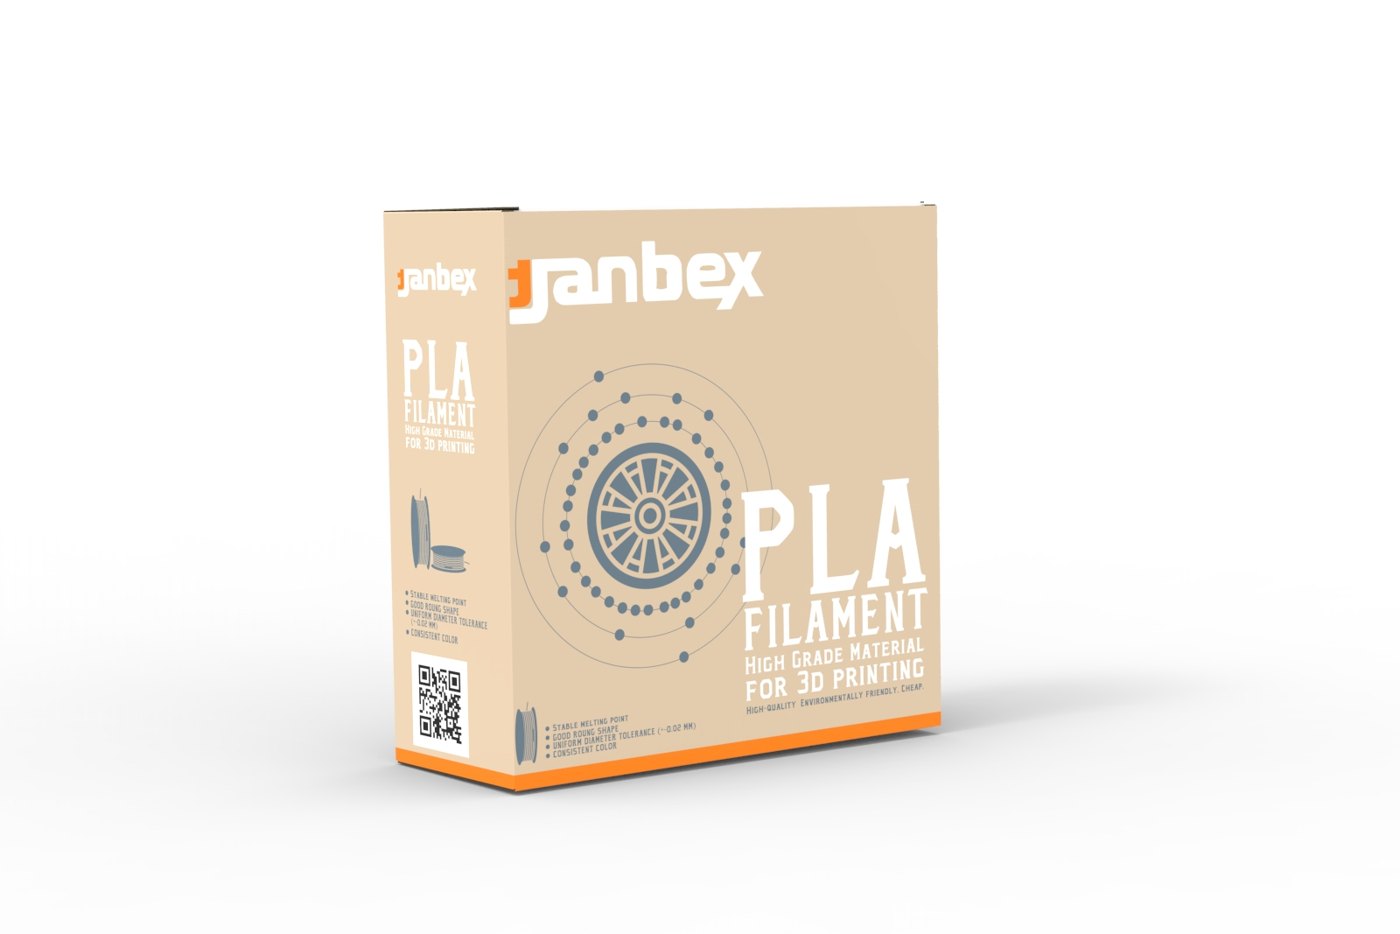 Janbex
PLA
FILAMENT
HIGH GRADE MATERIAL
FOR 3D PRINTING
STABLE MELTING POINT
GOOD ROUNG SHAPE
UNIFORM DIAMETER TOLERANCE
(~0.02 MM)
CONSISTENT COLOR
Janbex
PLA
FILAMENT
HIGH GRADE MATERIAL
FOR 3D PRINTING
HIGH-QUALITY. ENVIRONMENTALLY FRIENDLY. CHEAP.
STABLE MELTING POINT
GOOD ROUNG SHAPE
UNIFORM DIAMETER TOLERANCE (~0.02 MM)
CONSISTENT COLOR